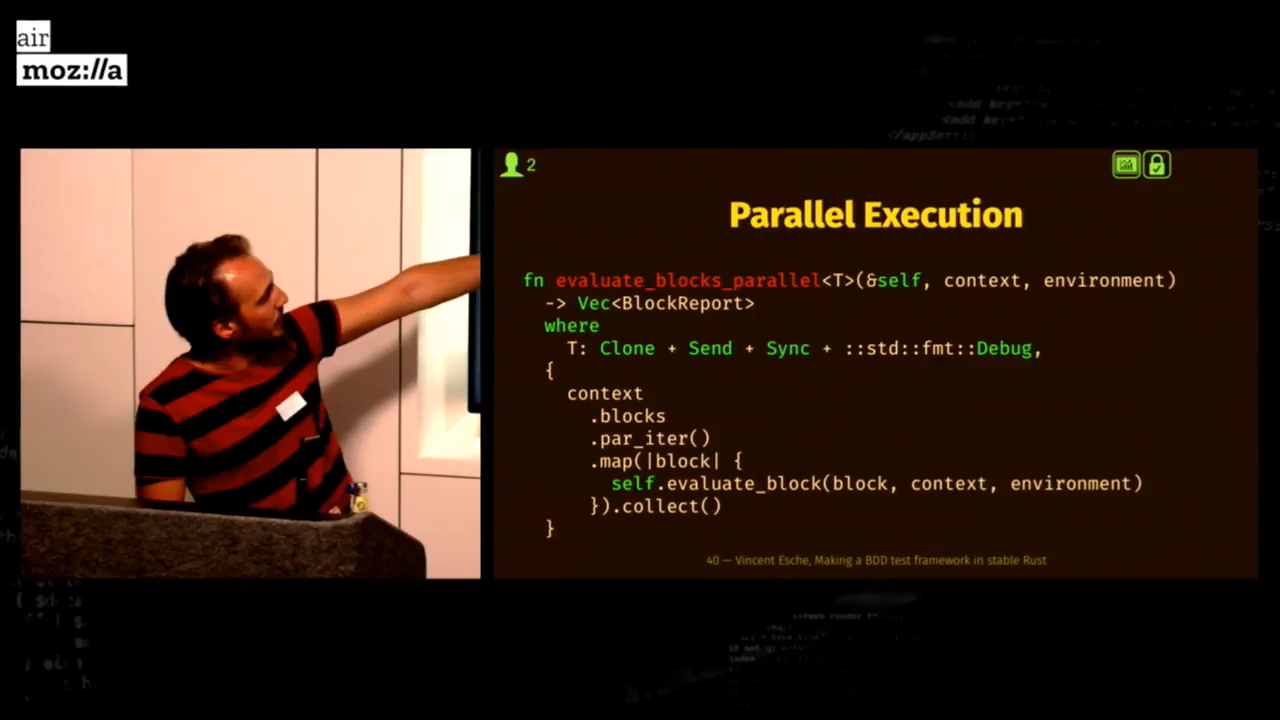 air
moz://a
2
Parallel Execution
fn evaluate_blocks_parallel<T>(&self, context, environment)
-> Vec<BlockReport>
where
T: Clone + Send + Sync + ::std::fmt::Debug,
{
context
.blocks
.par_iter()
.map(|block| {
self.evaluate_block(block, context, environment)
}).collect()
}
40 — Vincent Esche, Making a BDD test framework in stable Rust